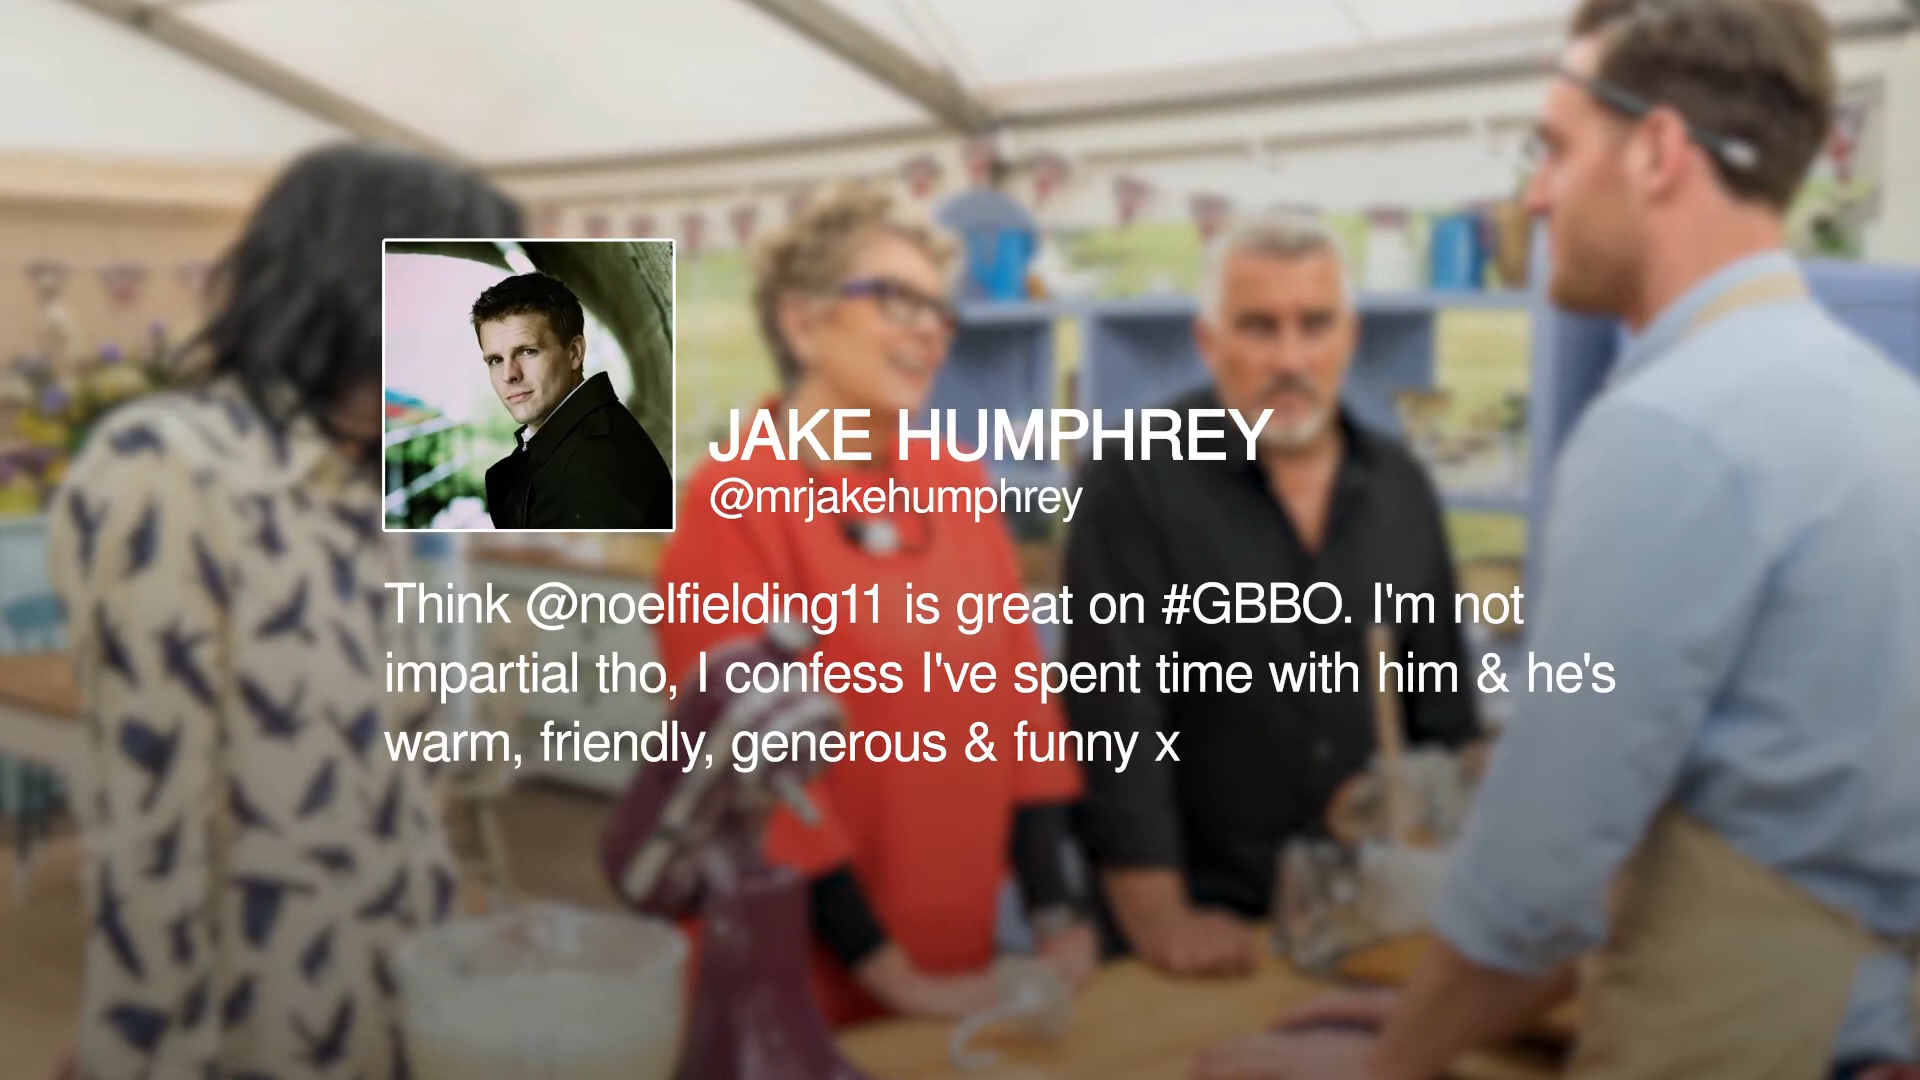 JAKE HUMPHREY
@mrjakehumphrey
Think @noelfielding11 is great on #GBBO. I'm not
impartial tho, I confess I've spent time with him & he's
warm, friendly, generous & funny x